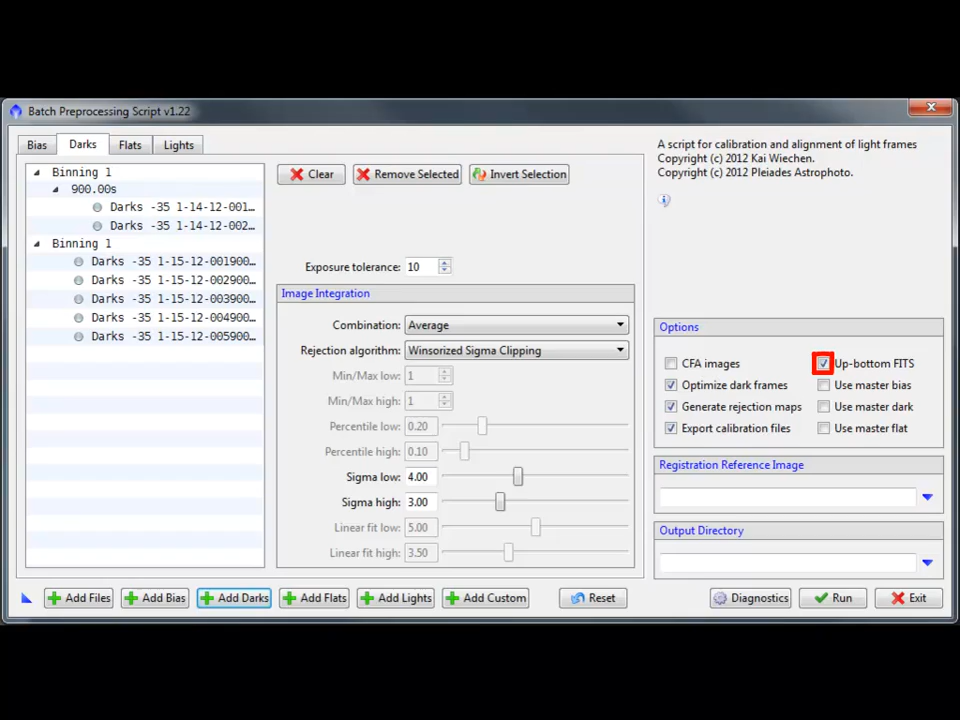 Batch Preprocessing Script v1.22
Bias Darks Flats Lights
Binning 1
900.00s
Darks -35 1-14-12-001...
Darks -35 1-14-12-002...
Binning 1
Darks -35 1-15-12-001900...
Darks -35 1-15-12-002900...
Darks -35 1-15-12-003900...
Darks -35 1-15-12-004900...
Darks -35 1-15-12-005900...
Clear Remove Selected Invert Selection
Exposure tolerance: 10
Image Integration
Combination: Average
Rejection algorithm: Winsorized Sigma Clipping
Min/Max low: 1
Min/Max high: 1
Percentile low: 0.20
Percentile high: 0.10
Sigma low: 4.00
Sigma high: 3.00
Linear fit low: 5.00
Linear fit high: 3.50
A script for calibration and alignment of light frames
Copyright (c) 2012 Kai Wiechen.
Copyright (c) 2012 Pleiades Astrophoto.
Options
CFA images Up-bottom FITS
Optimize dark frames Use master bias
Generate rejection maps Use master dark
Export calibration files Use master flat
Registration Reference Image
Output Directory
Add Files Add Bias Add Darks Add Flats Add Lights Add Custom Reset Diagnostics Run Exit